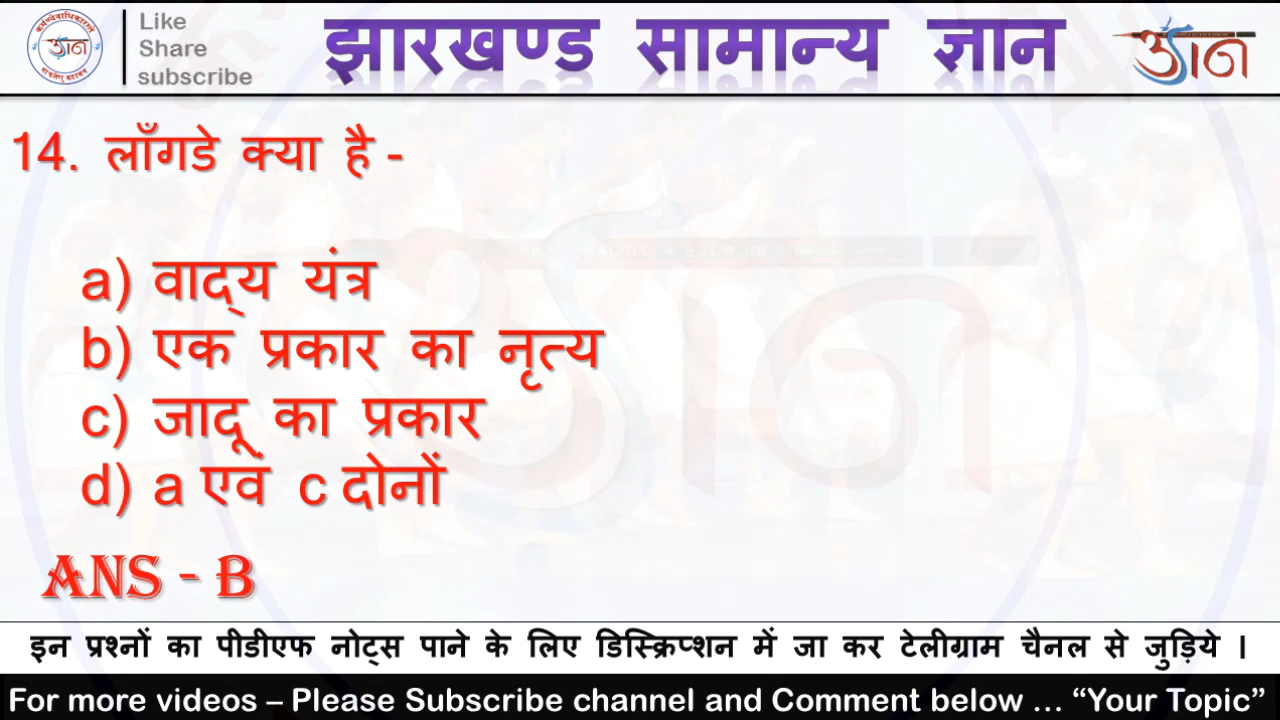 Like
Share
subscribe
झारखण्ड सामान्य ज्ञान
14. लाँगडे क्या है -
a) वाद्य यंत्र
b) एक प्रकार का नृत्य
c) जादू का प्रकार
d) a एवं c दोनों
ANS - B
इन प्रश्नों का पीडीएफ नोट्स पाने के लिए डिस्क्रिप्शन में जा कर टेलीग्राम चैनल से जुड़िये ।
For more videos – Please Subscribe channel and Comment below ... “Your Topic”